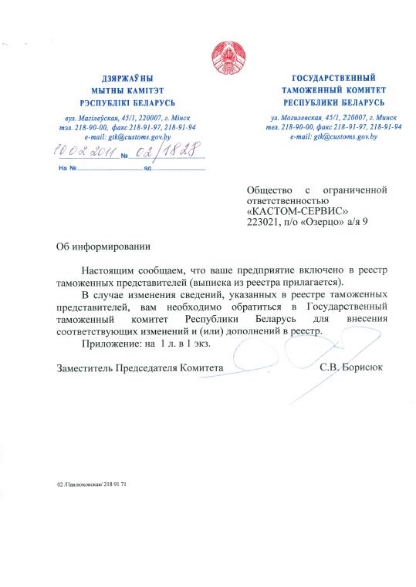 ДЗЯРЖАЎНЫ
МЫТНЫ КАМІТЭТ
РЭСПУБЛІКІ БЕЛАРУСЬ
вул. Магілеўская, 45/1, 220007, г. Мінск
тэл. 218-90-00, факс 218-91-97, 218-91-94
e-mail: gtk@customs.gov.by
ГОСУДАРСТВЕННЫЙ
ТАМОЖЕННЫЙ КОМИТЕТ
РЕСПУБЛИКИ БЕЛАРУСЬ
ул. Могилевская, 45/1, 220007, г. Минск
тел. 218-90-00, факс 218-91-97, 218-91-94
e-mail: gtk@customs.gov.by
10.02.2011 № 02/1828
На № ад
Общество с ограниченной
ответственностью
«КАСТОМ-СЕРВИС»
223021, п/о «Озерцо» а/я 9
Об информировании
Настоящим сообщаем, что ваше предприятие включено в реестр
таможенных представителей (выписка из реестра прилагается).
В случае изменения сведений, указанных в реестре таможенных
представителей, вам необходимо обратиться в Государственный
таможенный комитет Республики Беларусь для внесения
соответствующих изменений и (или) дополнений в реестр.
Приложение: на 1 л. в 1 экз.
Заместитель Председателя Комитета С.В. Борисюк
218 91 71